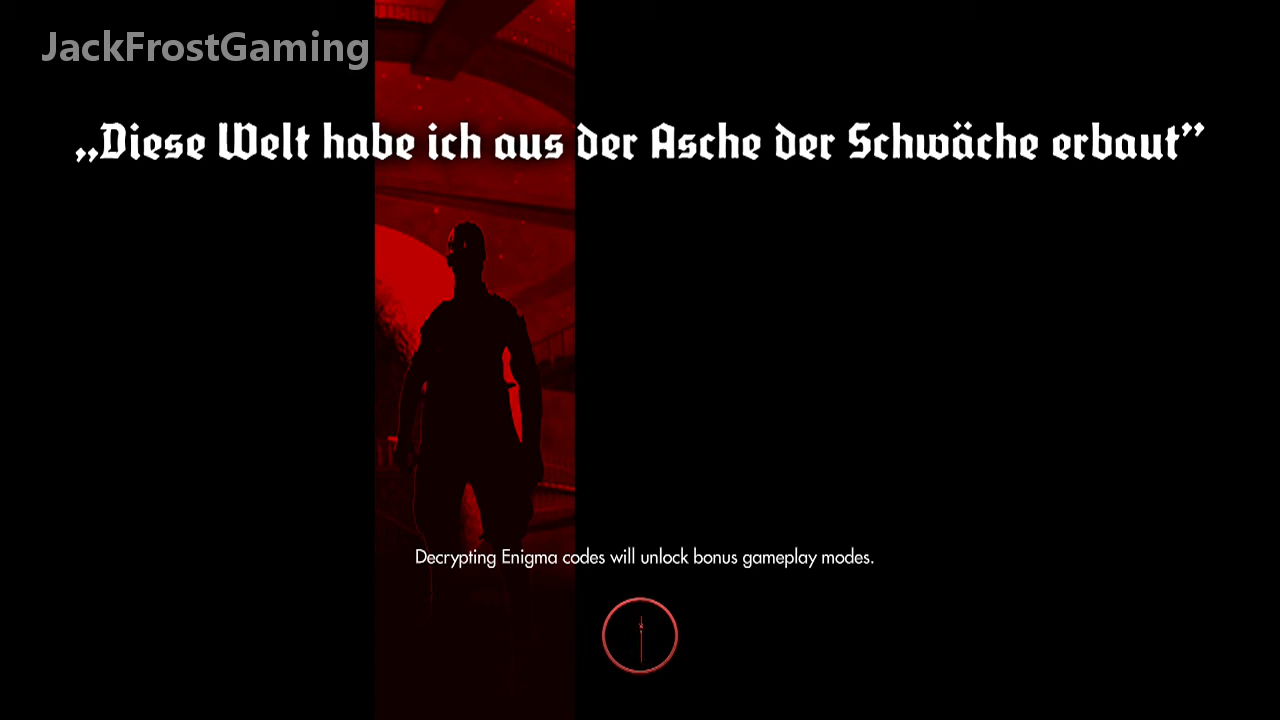 JackFrostGaming
„Diese Welt habe ich aus der Asche der Schwäche erbaut”
Decrypting Enigma codes will unlock bonus gameplay modes.